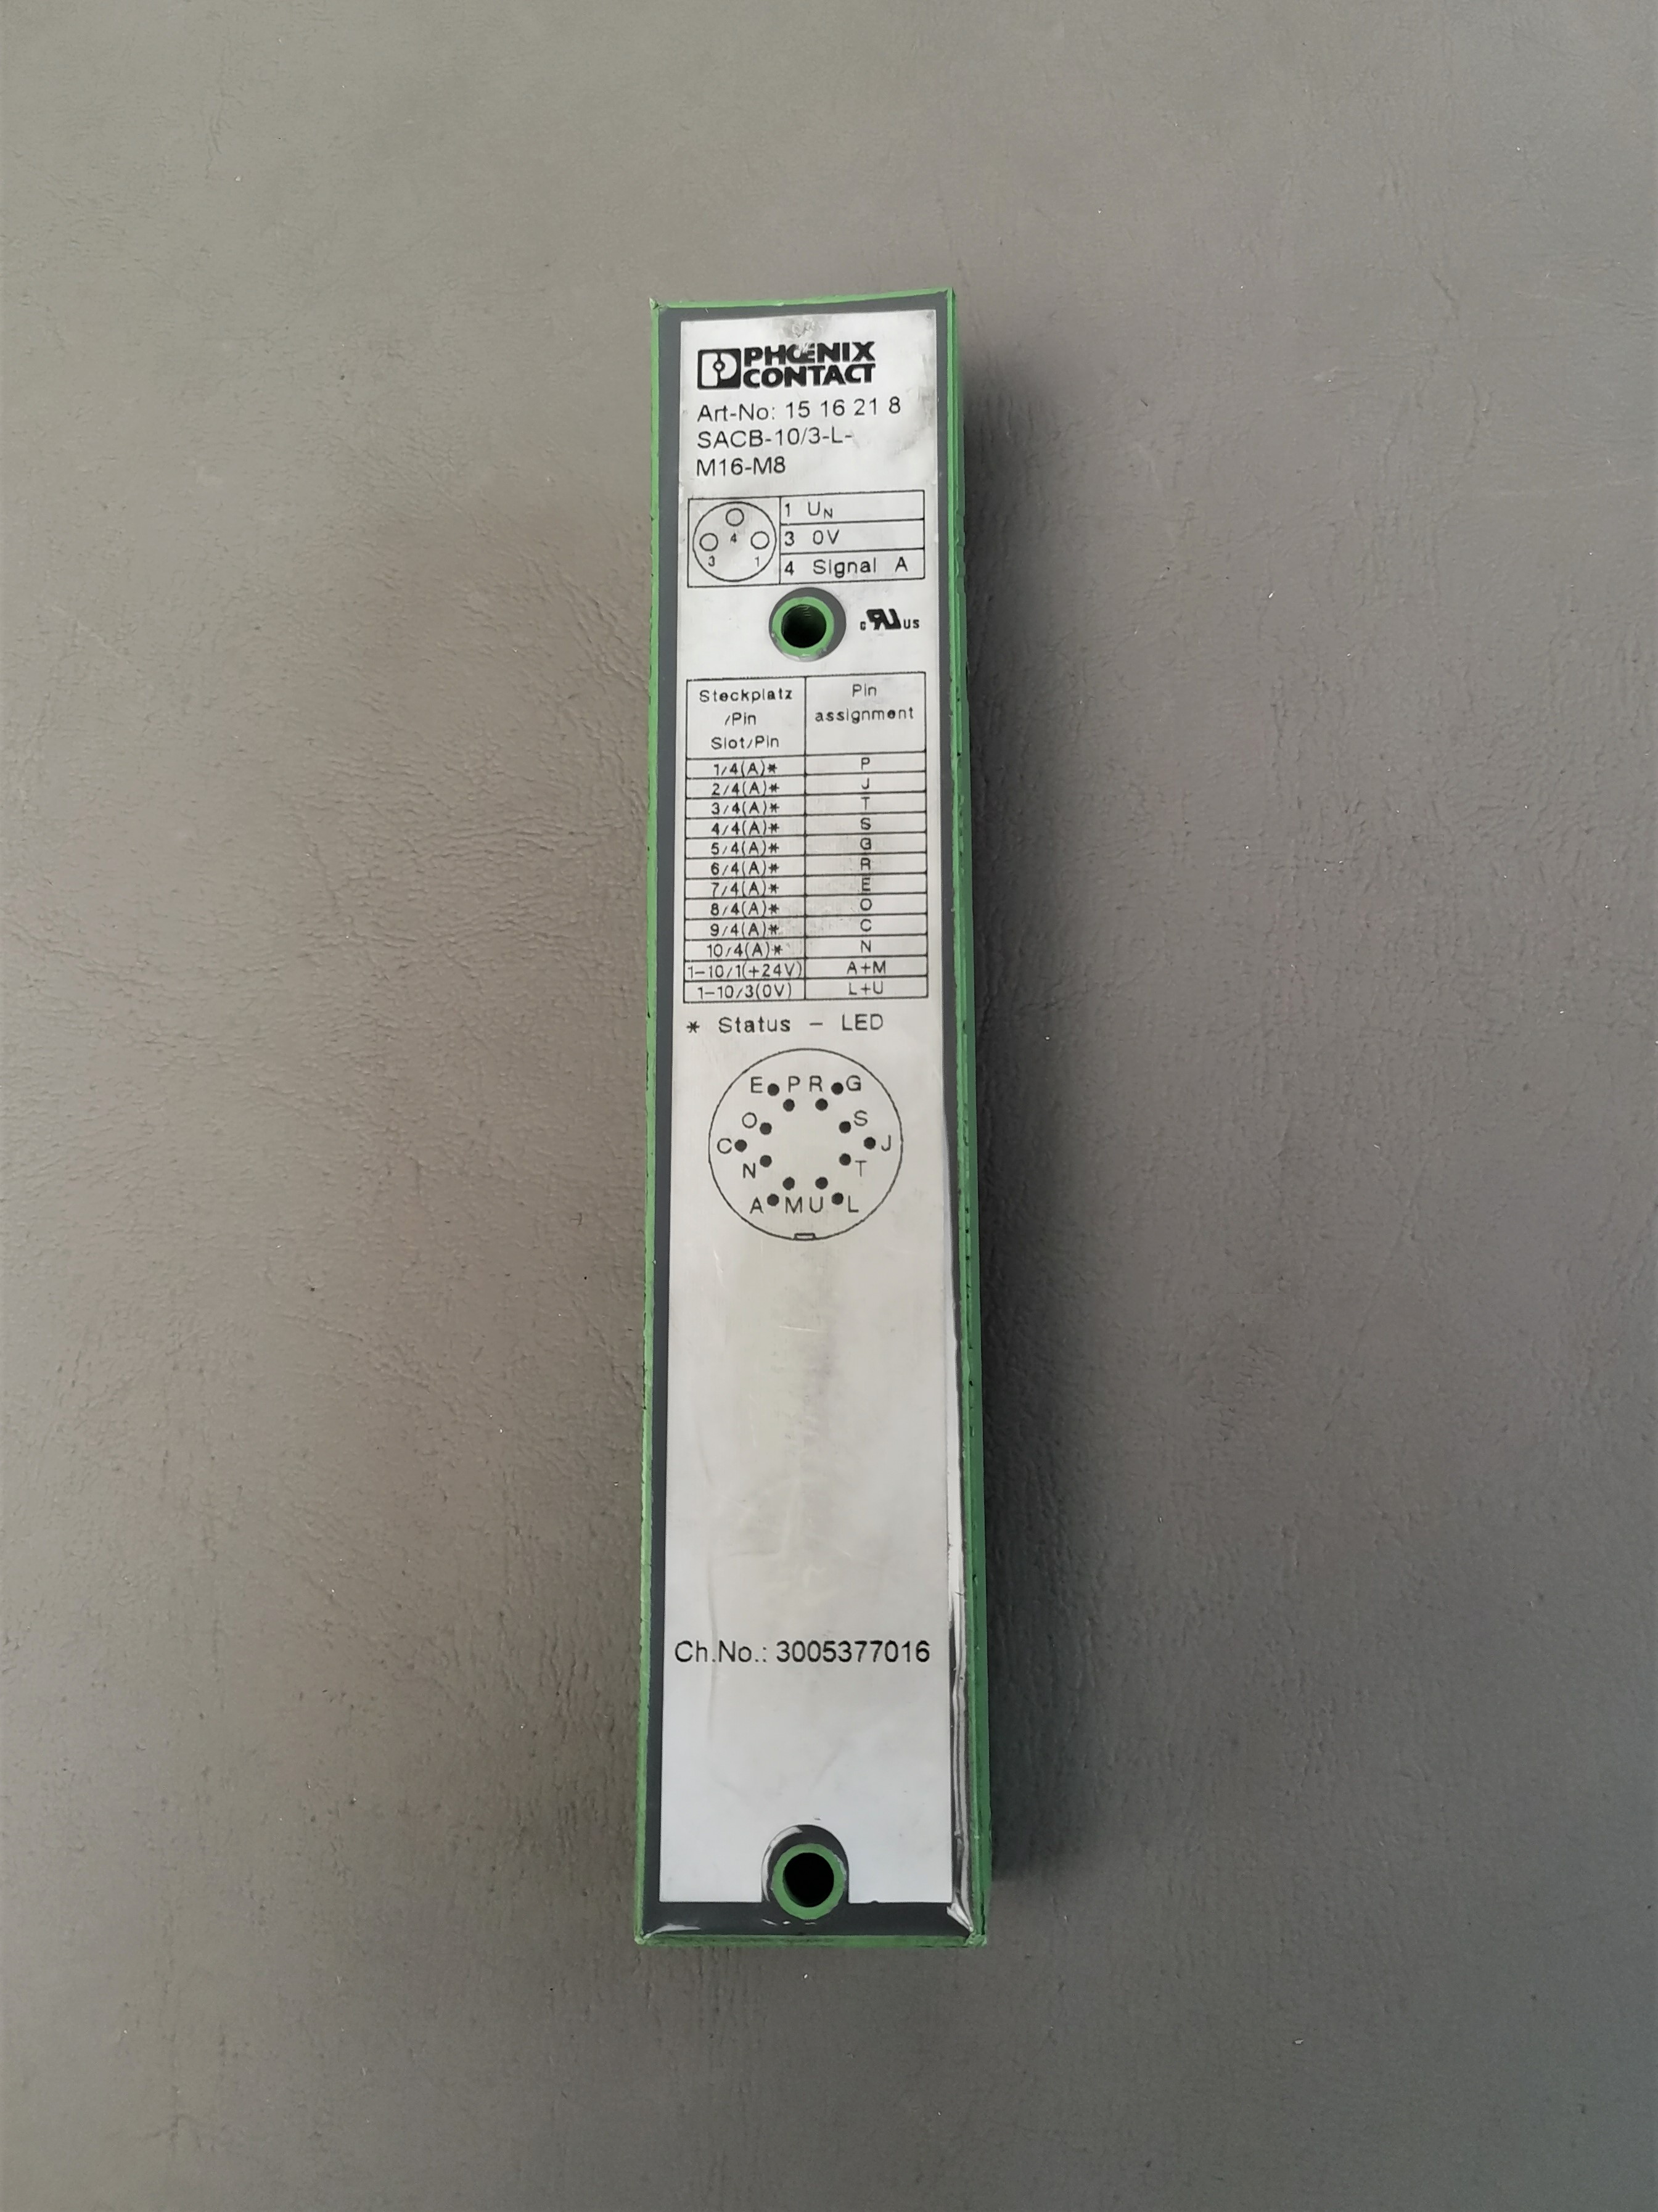 PHŒNIX
CONTACT
Art-No: 15 16 21 8
SACB-10/3-L-
M16-M8
1 UN
3 0V
4 Signal A
4
3 1
c RU US
Steckplatz
/Pin
Slot/Pin
Pin
assignment
1/4(A)* P
2/4(A)* J
3/4(A)* T
4/4(A)* S
5/4(A)* G
6/4(A)* R
7/4(A)* E
8/4(A)* O
9/4(A)* C
10/4(A)* N
1-10/1(+24V) A+M
1-10/3(0V) L+U
* Status - LED
E P R G
O S
C J
N T
A M U L
Ch.No.: 3005377016